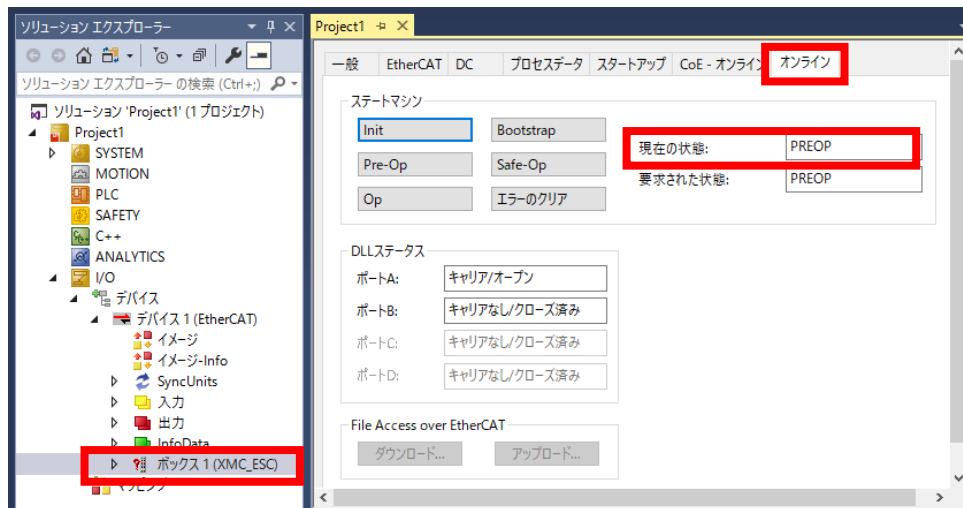 ソリューション エクスプローラー
ソリューション エクスプローラー の検索 (Ctrl+;)
ソリューション 'Project1' (1 プロジェクト)
Project1
SYSTEM
MOTION
PLC
SAFETY
C++
ANALYTICS
I/O
デバイス
デバイス 1 (EtherCAT)
イメージ
イメージ-Info
SyncUnits
入力
出力
InfoData
ボックス 1 (XMC_ESC)
マッピング
Project1
一般 EtherCAT DC プロセスデータ スタートアップ CoE - オンライン オンライン
ステートマシン
Init Bootstrap
Pre-Op Safe-Op
Op エラーのクリア
現在の状態: PREOP
要求された状態: PREOP
DLLステータス
ポートA: キャリア/オープン
ポートB: キャリアなし/クローズ済み
ポートC: キャリアなし/クローズ済み
ポートD: キャリアなし/クローズ済み
File Access over EtherCAT
ダウンロード... アップロード...